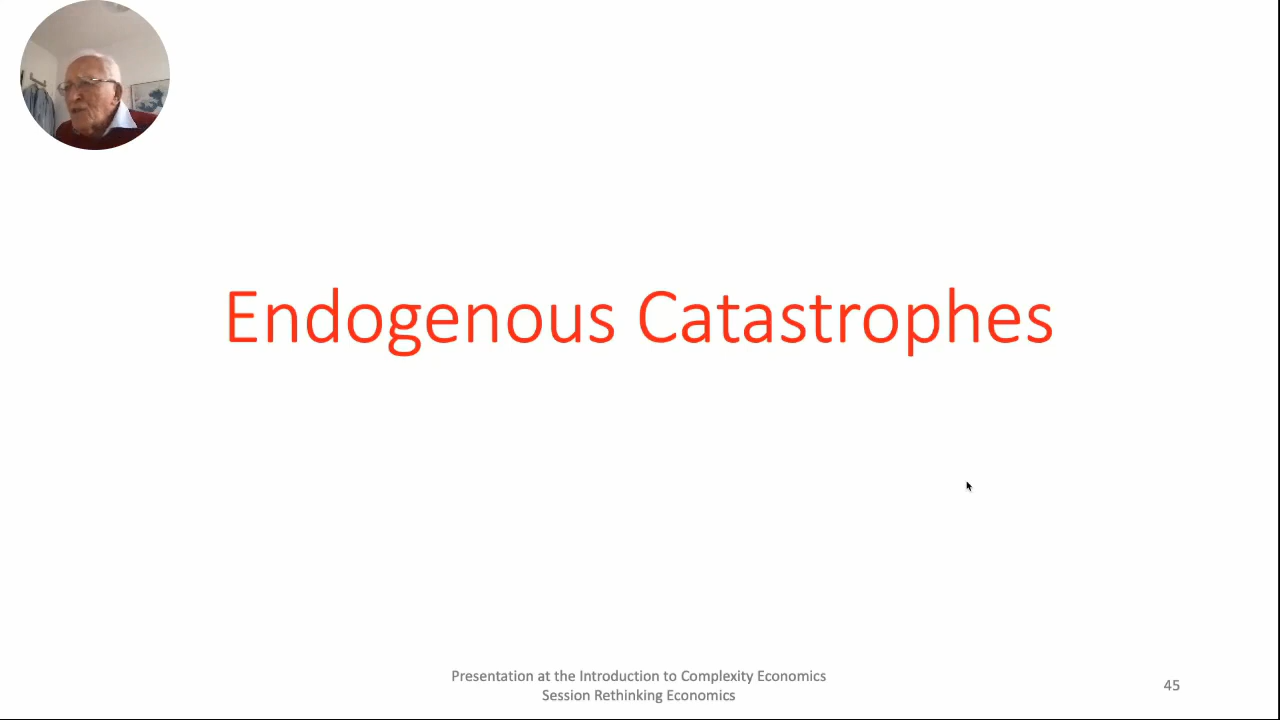 Endogenous Catastrophes
Presentation at the Introduction to Complexity Economics
Session Rethinking Economics
45